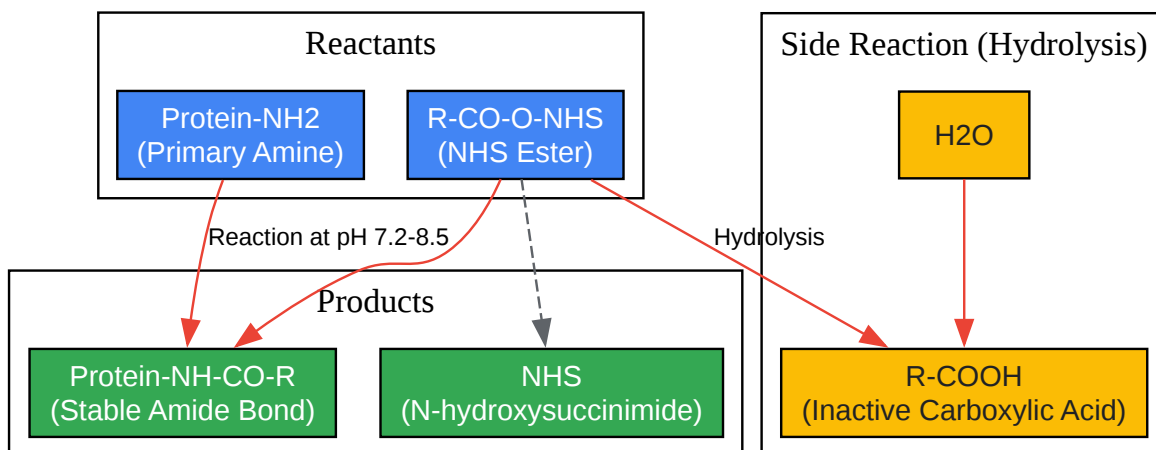 Reactants
Side Reaction (Hydrolysis)
Protein-NH2
(Primary Amine)
R-CO-O-NHS
(NHS Ester)
H2O
Reaction at pH 7.2-8.5
Hydrolysis
Products
Protein-NH-CO-R
(Stable Amide Bond)
NHS
(N-hydroxysuccinimide)
R-COOH
(Inactive Carboxylic Acid)